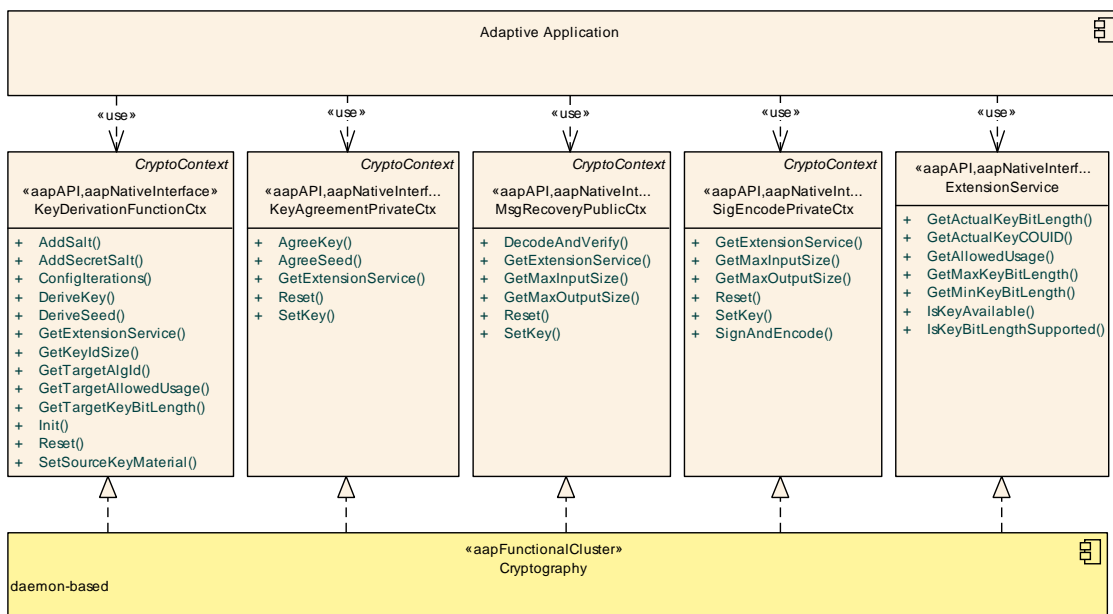 Adaptive Application
«use»
«use»
«use»
«use»
«use»
CryptoContext
«aapAPI,aapNativeInterface»
KeyDerivationFunctionCtx
+ AddSalt()
+ AddSecretSalt()
+ ConfigIterations()
+ DeriveKey()
+ DeriveSeed()
+ GetExtensionService()
+ GetKeyIdSize()
+ GetTargetAlgId()
+ GetTargetAllowedUsage()
+ GetTargetKeyBitLength()
+ Init()
+ Reset()
+ SetSourceKeyMaterial()
CryptoContext
«aapAPI,aapNativeInterf...
KeyAgreementPrivateCtx
+ AgreeKey()
+ AgreeSeed()
+ GetExtensionService()
+ Reset()
+ SetKey()
CryptoContext
«aapAPI,aapNativeInt...
MsgRecoveryPublicCtx
+ DecodeAndVerify()
+ GetExtensionService()
+ GetMaxInputSize()
+ GetMaxOutputSize()
+ Reset()
+ SetKey()
CryptoContext
«aapAPI,aapNativeInt...
SigEncodePrivateCtx
+ GetExtensionService()
+ GetMaxInputSize()
+ GetMaxOutputSize()
+ Reset()
+ SetKey()
+ SignAndEncode()
«aapAPI,aapNativeInterf...
ExtensionService
+ GetActualKeyBitLength()
+ GetActualKeyCOUID()
+ GetAllowedUsage()
+ GetMaxKeyBitLength()
+ GetMinKeyBitLength()
+ IsKeyAvailable()
+ IsKeyBitLengthSupported()
«aapFunctionalCluster»
Cryptography
daemon-based